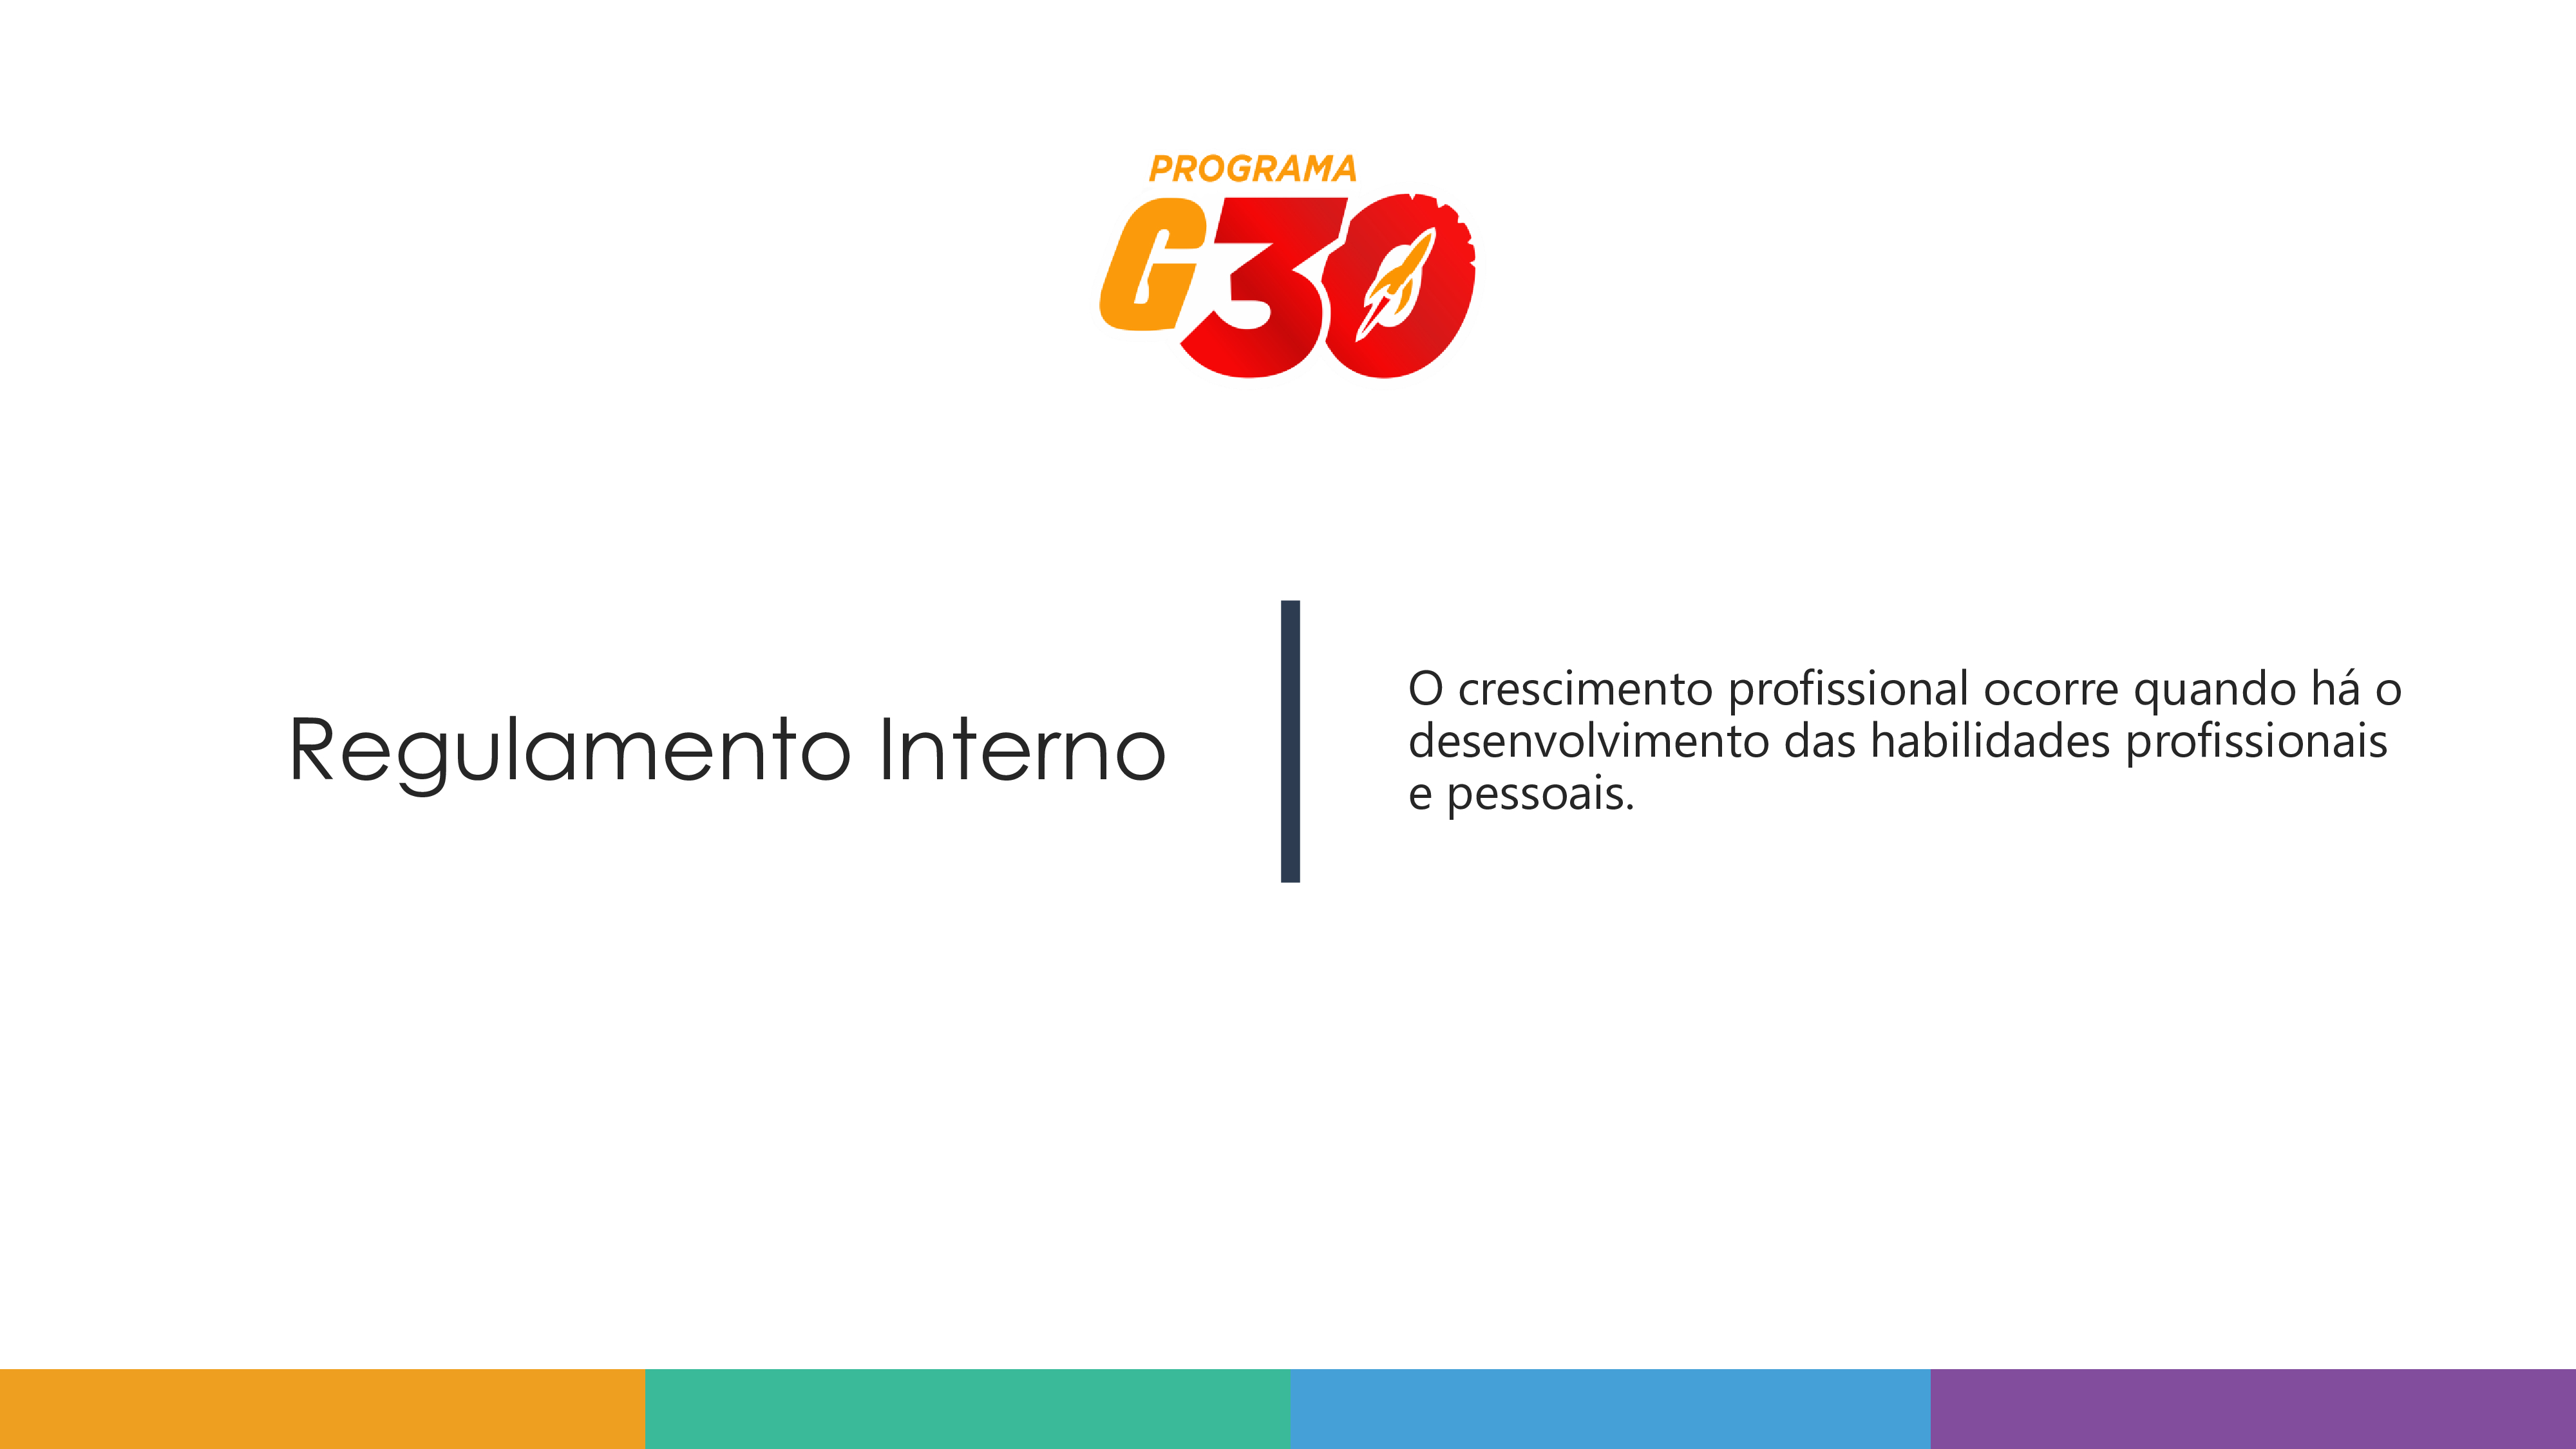 PROGRAMA
G30
Regulamento Interno
O crescimento profissional ocorre quando há o
desenvolvimento das habilidades profissionais
e pessoais.